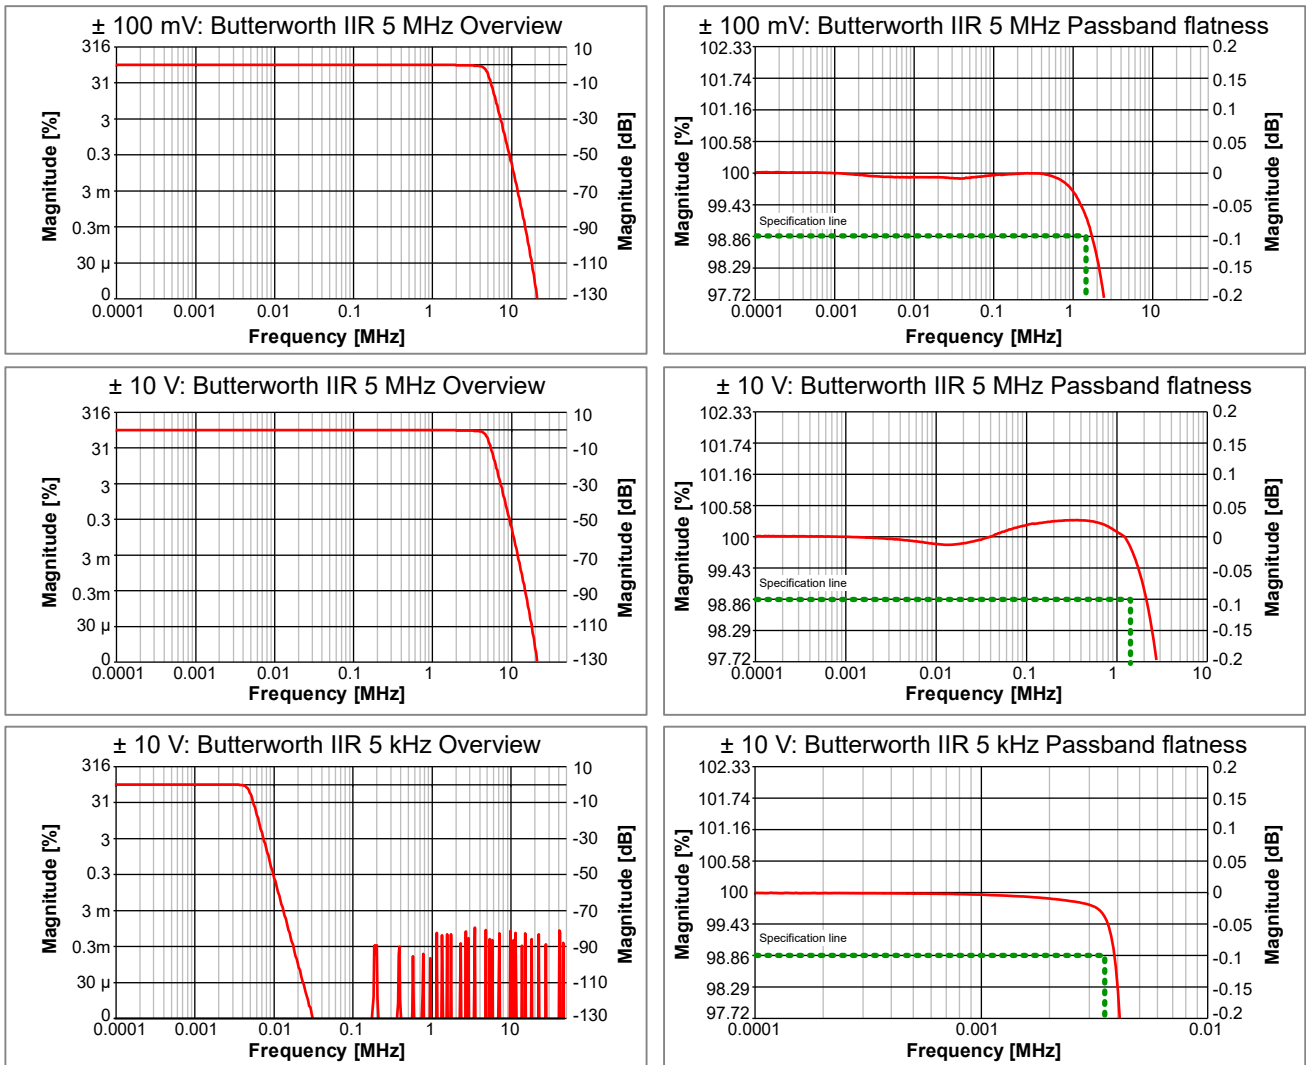 ± 100 mV: Butterworth IIR 5 MHz Overview
316
31
3
0.3
3 m
0.3m
30 µ
0
10
-10
-30
-50
-70
-90
-110
-130
Magnitude [%]
Magnitude [dB]
0.0001 0.001 0.01 0.1 1 10
Frequency [MHz]
± 100 mV: Butterworth IIR 5 MHz Passband flatness
102.33
101.74
101.16
100.58
100
99.43
98.86
98.29
97.72
0.2
0.15
0.1
0.05
0
-0.05
-0.1
-0.15
-0.2
Magnitude [%]
Magnitude [dB]
Specification line
0.0001 0.001 0.01 0.1 1 10
Frequency [MHz]
± 10 V: Butterworth IIR 5 MHz Overview
316
31
3
0.3
3 m
0.3m
30 µ
0
10
-10
-30
-50
-70
-90
-110
-130
Magnitude [%]
Magnitude [dB]
0.0001 0.001 0.01 0.1 1 10
Frequency [MHz]
± 10 V: Butterworth IIR 5 MHz Passband flatness
102.33
101.74
101.16
100.58
100
99.43
98.86
98.29
97.72
0.2
0.15
0.1
0.05
0
-0.05
-0.1
-0.15
-0.2
Magnitude [%]
Magnitude [dB]
Specification line
0.0001 0.001 0.01 0.1 1 10
Frequency [MHz]
± 10 V: Butterworth IIR 5 kHz Overview
316
31
3
0.3
3 m
0.3m
30 µ
0
10
-10
-30
-50
-70
-90
-110
-130
Magnitude [%]
Magnitude [dB]
0.0001 0.001 0.01 0.1 1 10
Frequency [MHz]
± 10 V: Butterworth IIR 5 kHz Passband flatness
102.33
101.74
101.16
100.58
100
99.43
98.86
98.29
97.72
0.2
0.15
0.1
0.05
0
-0.05
-0.1
-0.15
-0.2
Magnitude [%]
Magnitude [dB]
Specification line
0.0001 0.001 0.01
Frequency [MHz]